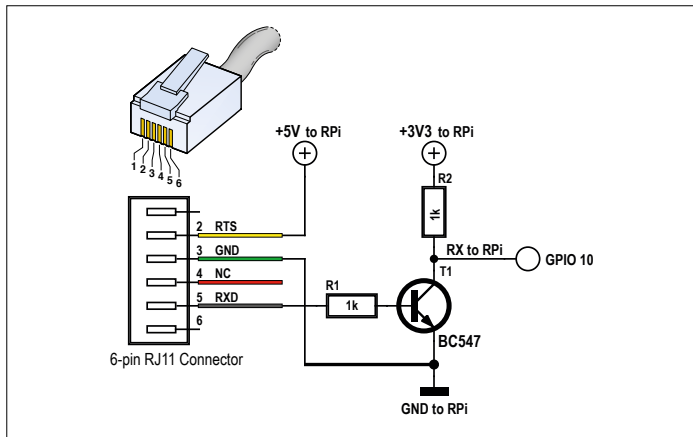 1
2
3
4
5
6
+5V to RPi
+3V3 to RPi
R2
1k
2 RTS
3 GND
4 NC
5 RXD
6
R1
1k
RX to RPi
GPIO 10
T1
BC547
6-pin RJ11 Connector
GND to RPi